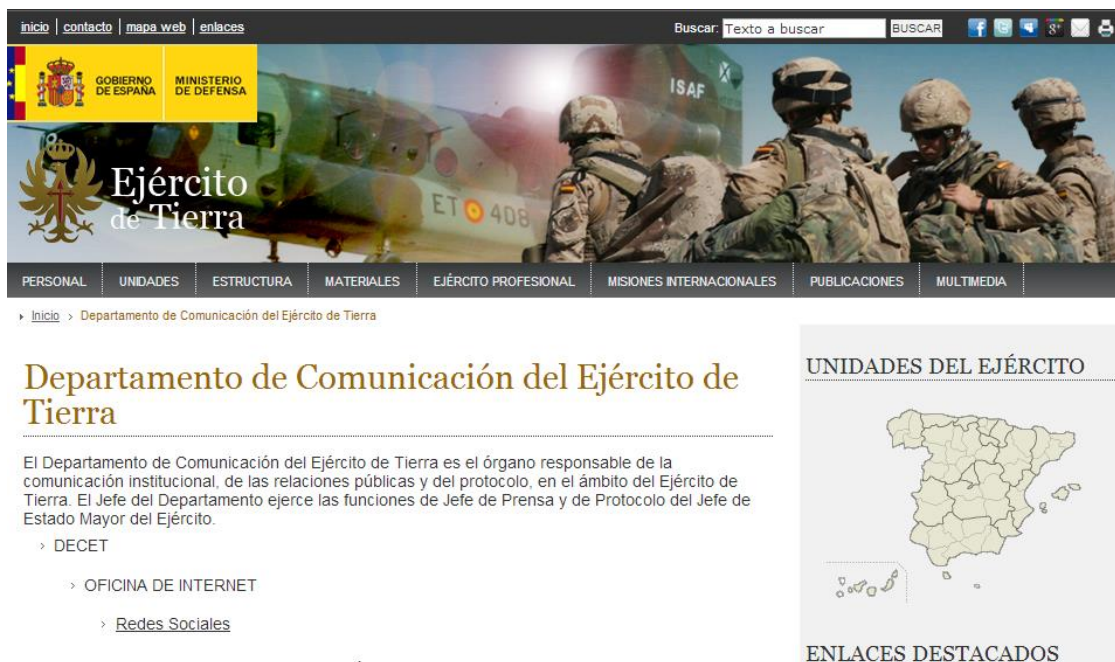 inicio | contacto | mapa web | enlaces
Buscar: Texto a buscar BUSCAR
GOBIERNO DE ESPAÑA
MINISTERIO DE DEFENSA
ISAF
ET 408
Ejército
de Tierra
PERSONAL UNIDADES ESTRUCTURA MATERIALES EJÉRCITO PROFESIONAL MISIONES INTERNACIONALES PUBLICACIONES MULTIMEDIA
Inicio > Departamento de Comunicación del Ejército de Tierra
Departamento de Comunicación del Ejército de
Tierra
El Departamento de Comunicación del Ejército de Tierra es el órgano responsable de la
comunicación institucional, de las relaciones públicas y del protocolo, en el ámbito del Ejército de
Tierra. El Jefe del Departamento ejerce las funciones de Jefe de Prensa y de Protocolo del Jefe de
Estado Mayor del Ejército.
> DECET
> OFICINA DE INTERNET
> Redes Sociales
UNIDADES DEL EJÉRCITO
ENLACES DESTACADOS